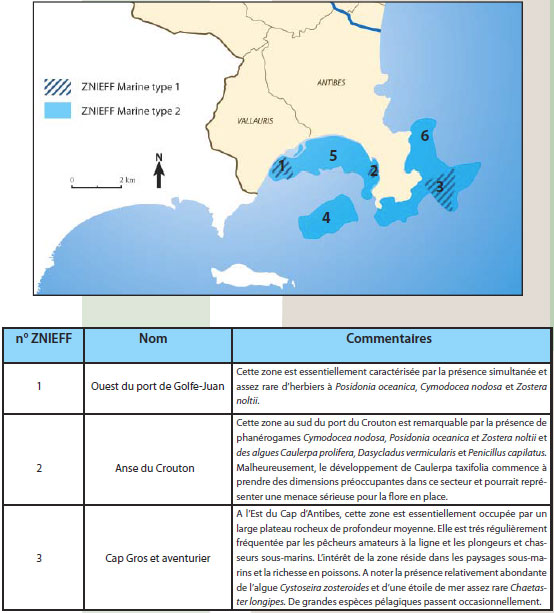 ZNIEFF Marine type 1
ZNIEFF Marine type 2
ANTIBES
VALLAURIS
N
0 2 km
1
5
2
6
3
4
n° ZNIEFF Nom Commentaires
1 Ouest du port de Golfe-Juan
Cette zone est essentiellement caractérisée par la présence simultanée et
assez rare d'herbiers à Posidonia oceanica, Cymodocea nodosa et Zostera
noltii.
2 Anse du Crouton
Cette zone au sud du port du Crouton est remarquable par la présence de
phanérogames Cymodocea nodosa, Posidonia oceanica et Zostera noltii et
des algues Caulerpa prolifera, Dasycladus vermicularis et Penicillus capilatus.
Malheureusement, le développement de Caulerpa taxifolia commence à
prendre des dimensions préoccupantes dans ce secteur et pourrait repré-
senter une menace sérieuse pour la flore en place.
3 Cap Gros et aventurier
A l'Est du Cap d'Antibes, cette zone est essentiellement occupée par un
large plateau rocheux de profondeur moyenne. Elle est trés régulièrement
fréquentée par les pêcheurs amateurs à la ligne et les plongeurs et chas-
seurs sous-marins. L'intérêt de la zone réside dans les paysages sous-ma-
rins et la richesse en poissons. A noter la présence relativement abondante
de l'algue Cystoseira zosteroides et d'une étoile de mer assez rare Chaetas-
ter longipes. De grandes espèces pélagiques passent occasionnellement.